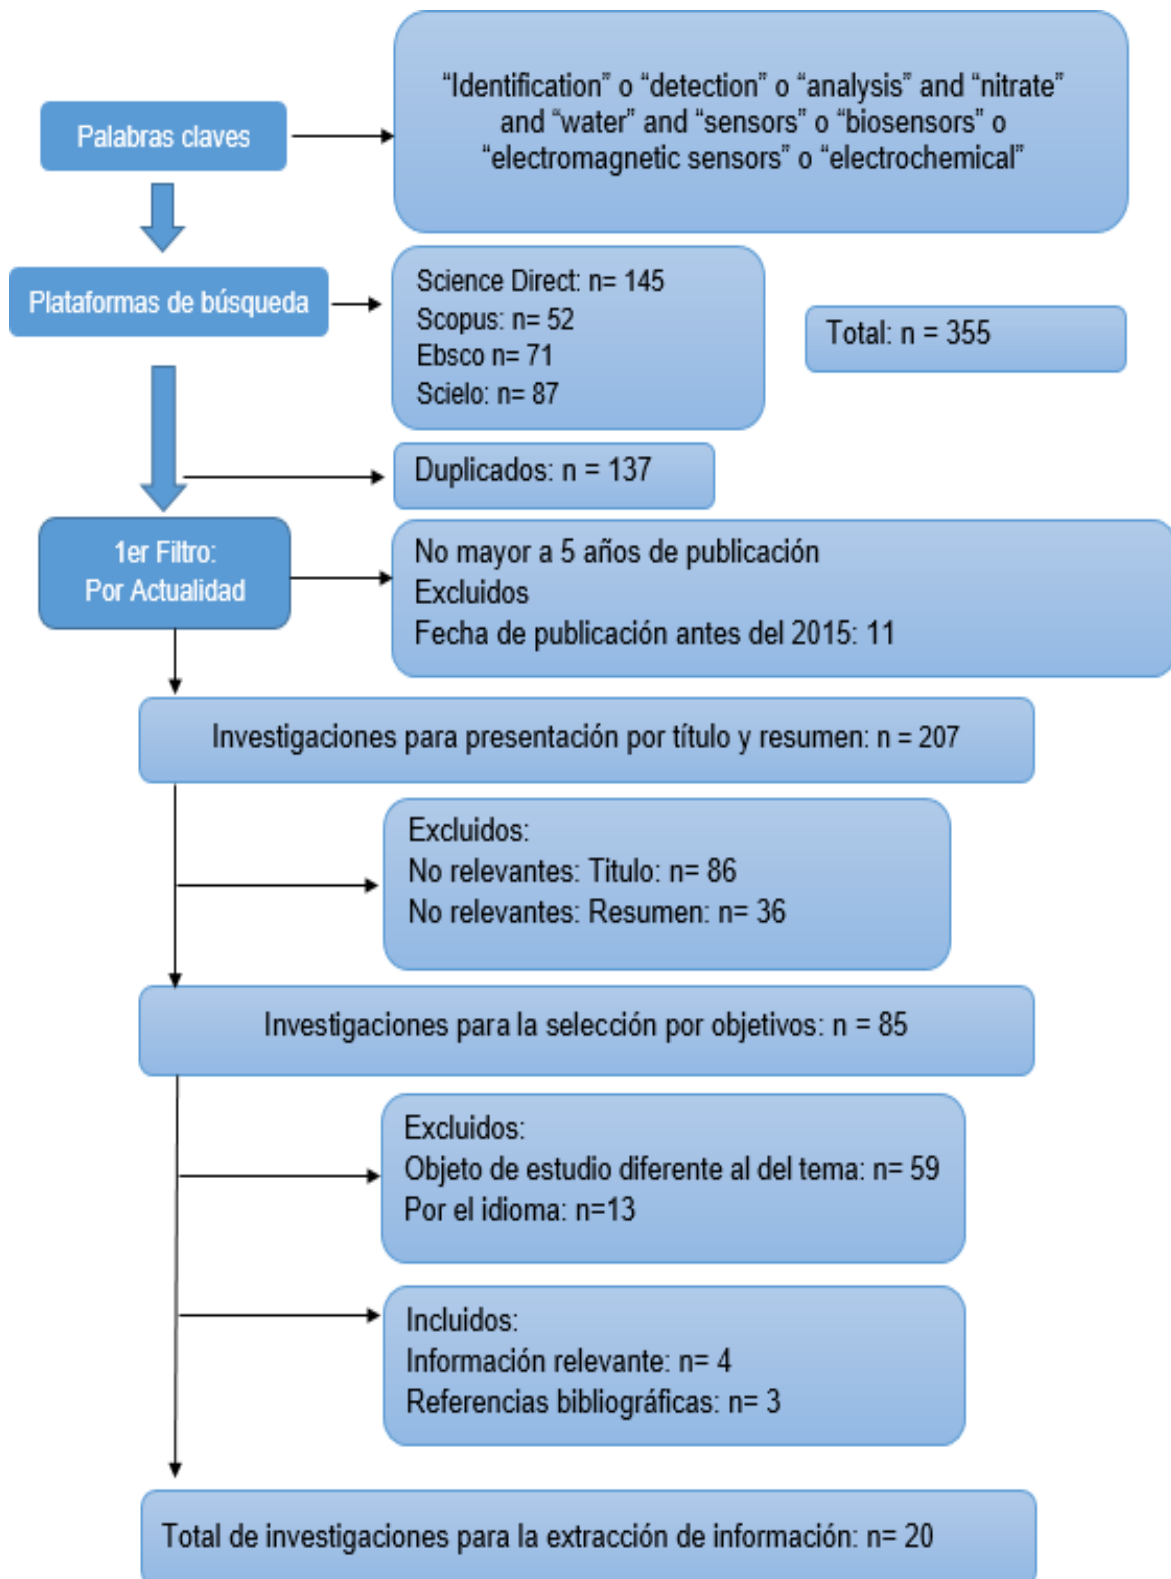 Palabras claves
“Identification” o “detection” o “analysis” and “nitrate”
and “water” and “sensors” o “biosensors” o
“electromagnetic sensors” o “electrochemical”
Plataformas de búsqueda
Science Direct: n= 145
Scopus: n= 52
Ebsco n= 71
Scielo: n= 87
Total: n = 355
Duplicados: n = 137
1er Filtro:
Por Actualidad
No mayor a 5 años de publicación
Excluidos
Fecha de publicación antes del 2015: 11
Investigaciones para presentación por título y resumen: n = 207
Excluidos:
No relevantes: Titulo: n= 86
No relevantes: Resumen: n= 36
Investigaciones para la selección por objetivos: n = 85
Excluidos:
Objeto de estudio diferente al del tema: n= 59
Por el idioma: n=13
Incluidos:
Información relevante: n= 4
Referencias bibliográficas: n= 3
Total de investigaciones para la extracción de información: n= 20